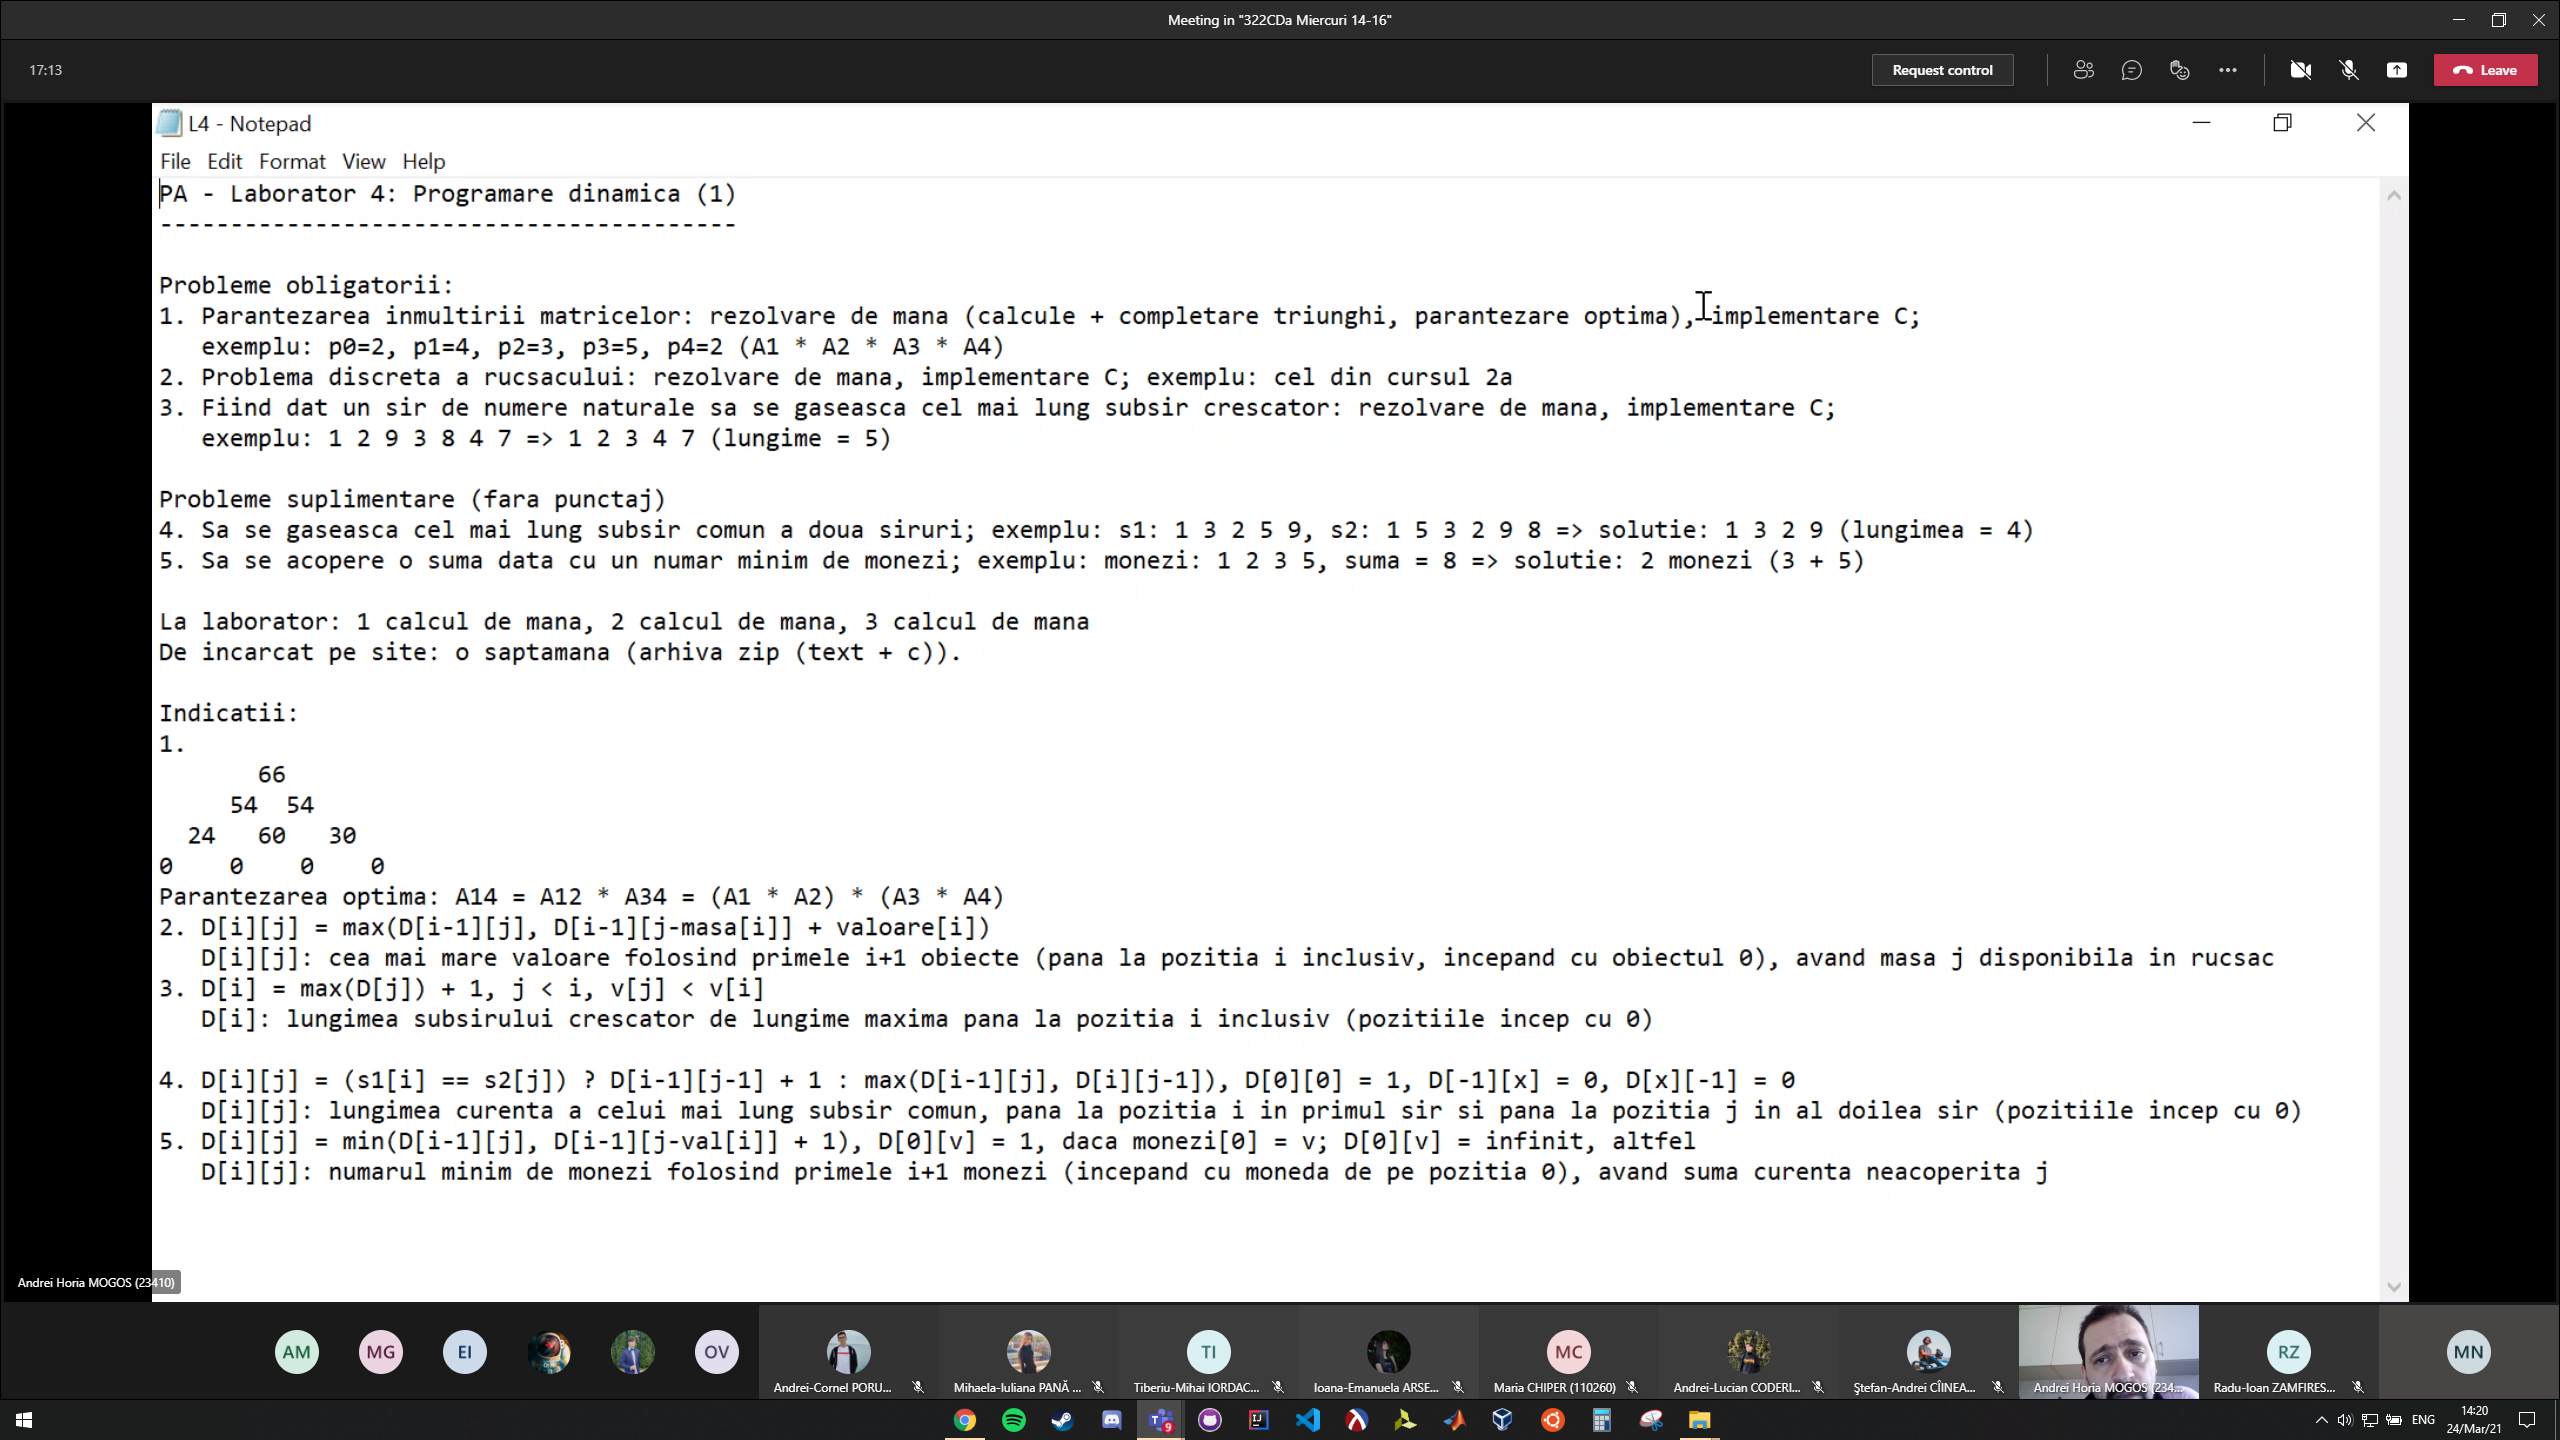 Meeting in "322CDa Miercuri 14-16"
17:13
Request control
Leave
L4 - Notepad
File Edit Format View Help
PA - Laborator 4: Programare dinamica (1)
-----------------------------------------
Probleme obligatorii:
1. Parantezarea inmultirii matricelor: rezolvare de mana (calcule + completare triunghi, parantezare optima), implementare C;
exemplu: p0=2, p1=4, p2=3, p3=5, p4=2 (A1 * A2 * A3 * A4)
2. Problema discreta a rucsacului: rezolvare de mana, implementare C; exemplu: cel din cursul 2a
3. Fiind dat un sir de numere naturale sa se gaseasca cel mai lung subsir crescator: rezolvare de mana, implementare C;
exemplu: 1 2 9 3 8 4 7 => 1 2 3 4 7 (lungime = 5)
Probleme suplimentare (fara punctaj)
4. Sa se gaseasca cel mai lung subsir comun a doua siruri; exemplu: s1: 1 3 2 5 9, s2: 1 5 3 2 9 8 => solutie: 1 3 2 9 (lungimea = 4)
5. Sa se acopere o suma data cu un numar minim de monezi; exemplu: monezi: 1 2 3 5, suma = 8 => solutie: 2 monezi (3 + 5)
La laborator: 1 calcul de mana, 2 calcul de mana, 3 calcul de mana
De incarcat pe site: o saptamana (arhiva zip (text + c)).
Indicatii:
1.
66
54 54
24 60 30
0 0 0 0
Parantezarea optima: A14 = A12 * A34 = (A1 * A2) * (A3 * A4)
2. D[i][j] = max(D[i-1][j], D[i-1][j-masa[i]] + valoare[i])
D[i][j]: cea mai mare valoare folosind primele i+1 obiecte (pana la pozitia i inclusiv, incepand cu obiectul 0), avand masa j disponibila in rucsac
3. D[i] = max(D[j]) + 1, j < i, v[j] < v[i]
D[i]: lungimea subsirului crescator de lungime maxima pana la pozitia i inclusiv (pozitiile incep cu 0)
4. D[i][j] = (s1[i] == s2[j]) ? D[i-1][j-1] + 1 : max(D[i-1][j], D[i][j-1]), D[0][0] = 1, D[-1][x] = 0, D[x][-1] = 0
D[i][j]: lungimea curenta a celui mai lung subsir comun, pana la pozitia i in primul sir si pana la pozitia j in al doilea sir (pozitiile incep cu 0)
5. D[i][j] = min(D[i-1][j], D[i-1][j-val[i]] + 1), D[0][v] = 1, daca monezi[0] = v; D[0][v] = infinit, altfel
D[i][j]: numarul minim de monezi folosind primele i+1 monezi (incepand cu moneda de pe pozitia 0), avand suma curenta neacoperita j
Andrei Horia MOGOS (23410)
AM MG EI OV TI MC RZ MN
Andrei-Cornel PORU... Mihaela-Iuliana PANĂ ... Tiberiu-Mihai IORDAC... Ioana-Emanuela ARSE... Maria CHIPER (110260) Andrei-Lucian CODERI... Ștefan-Andrei CÎINEA... Andrei Horia MOGOS (234... Radu-Ioan ZAMFIRES...
9
ENG
14:20
24/Mar/21